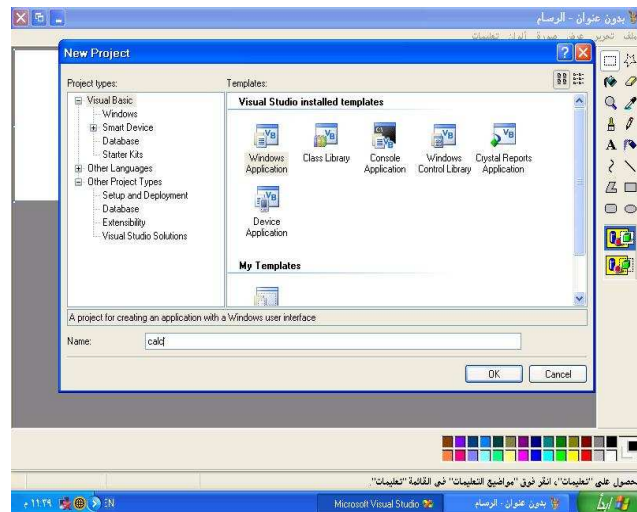 بدون عنوان - الرسام
ملف تحرير عرض صورة ألوان تعليمات
New Project
Project types:
Templates:
Visual Basic
Windows
Smart Device
Database
Starter Kits
Other Languages
Other Project Types
Setup and Deployment
Database
Extensibility
Visual Studio Solutions
Visual Studio installed templates
Windows Application
Class Library
Console Application
Windows Control Library
Crystal Reports Application
Device Application
My Templates
A project for creating an application with a Windows user interface
Name:
calc
OK
Cancel
حصول على "تعليمات"، انقر فوق "مواضيع التعليمات" في القائمة "تعليمات".
ابدأ
بدون عنوان - الرسام
Microsoft Visual Studio
EN
١١:٣٩ م